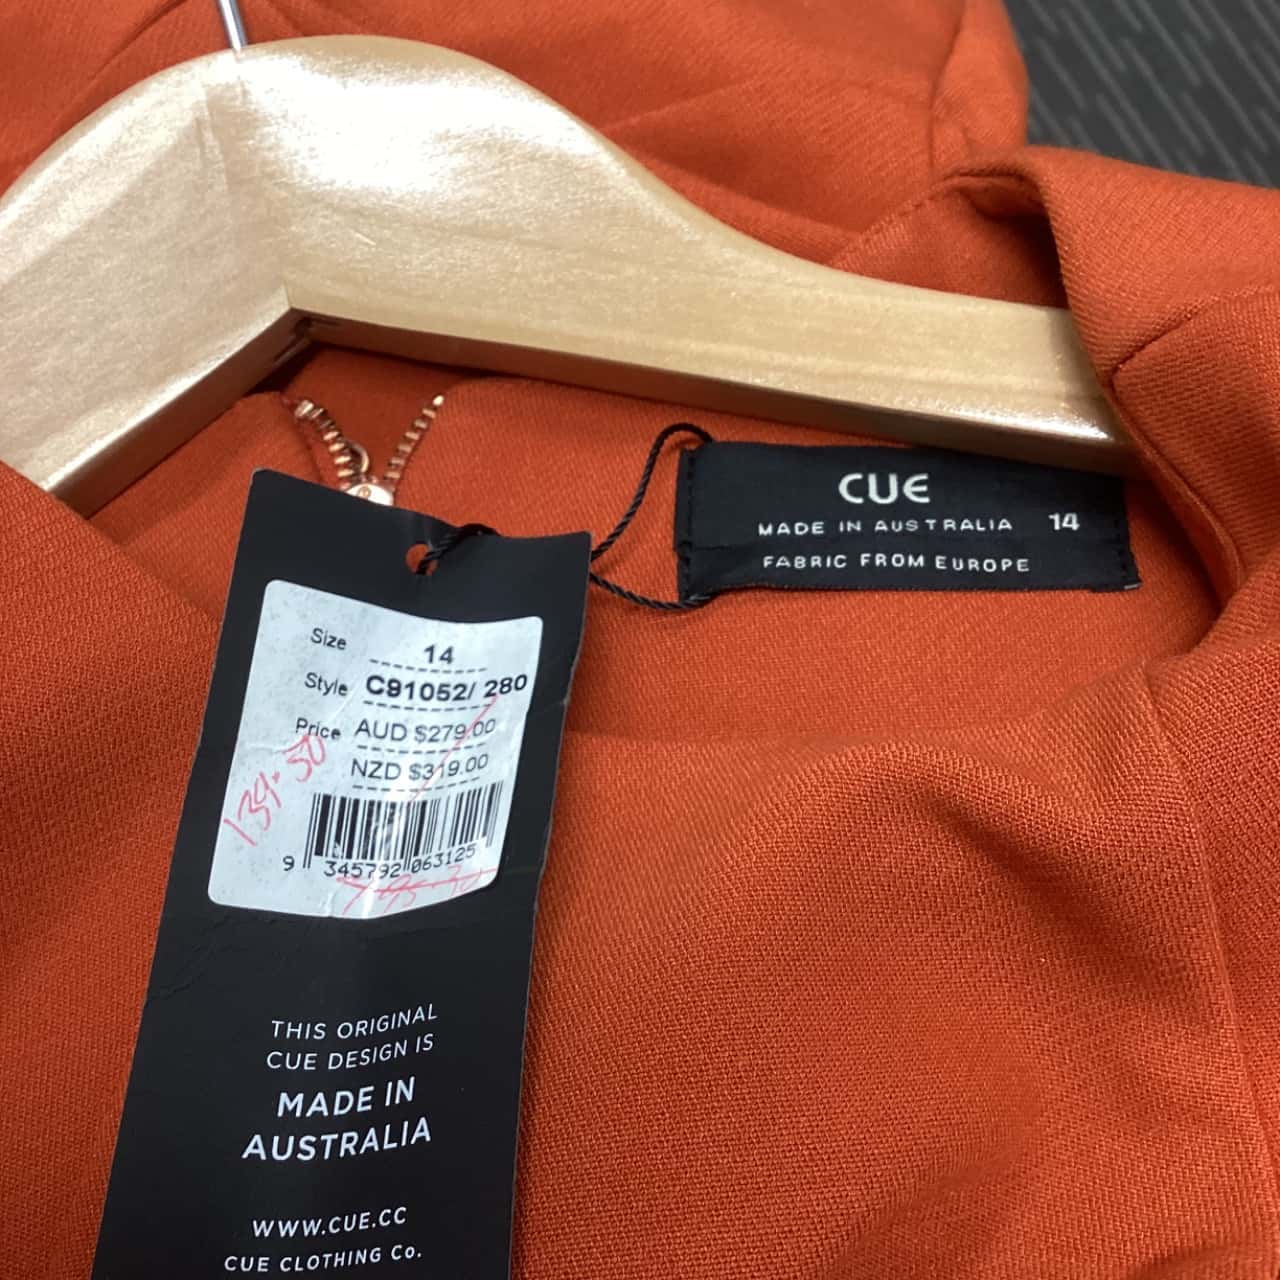 CUE
MADE IN AUSTRALIA 14
FABRIC FROM EUROPE
Size 14
Style C91052/ 280
Price AUD $279.00
NZD $319.00
139.50
9 345792 063125
THIS ORIGINAL
CUE DESIGN IS
MADE IN
AUSTRALIA
WWW.CUE.CC
CUE CLOTHING Co.